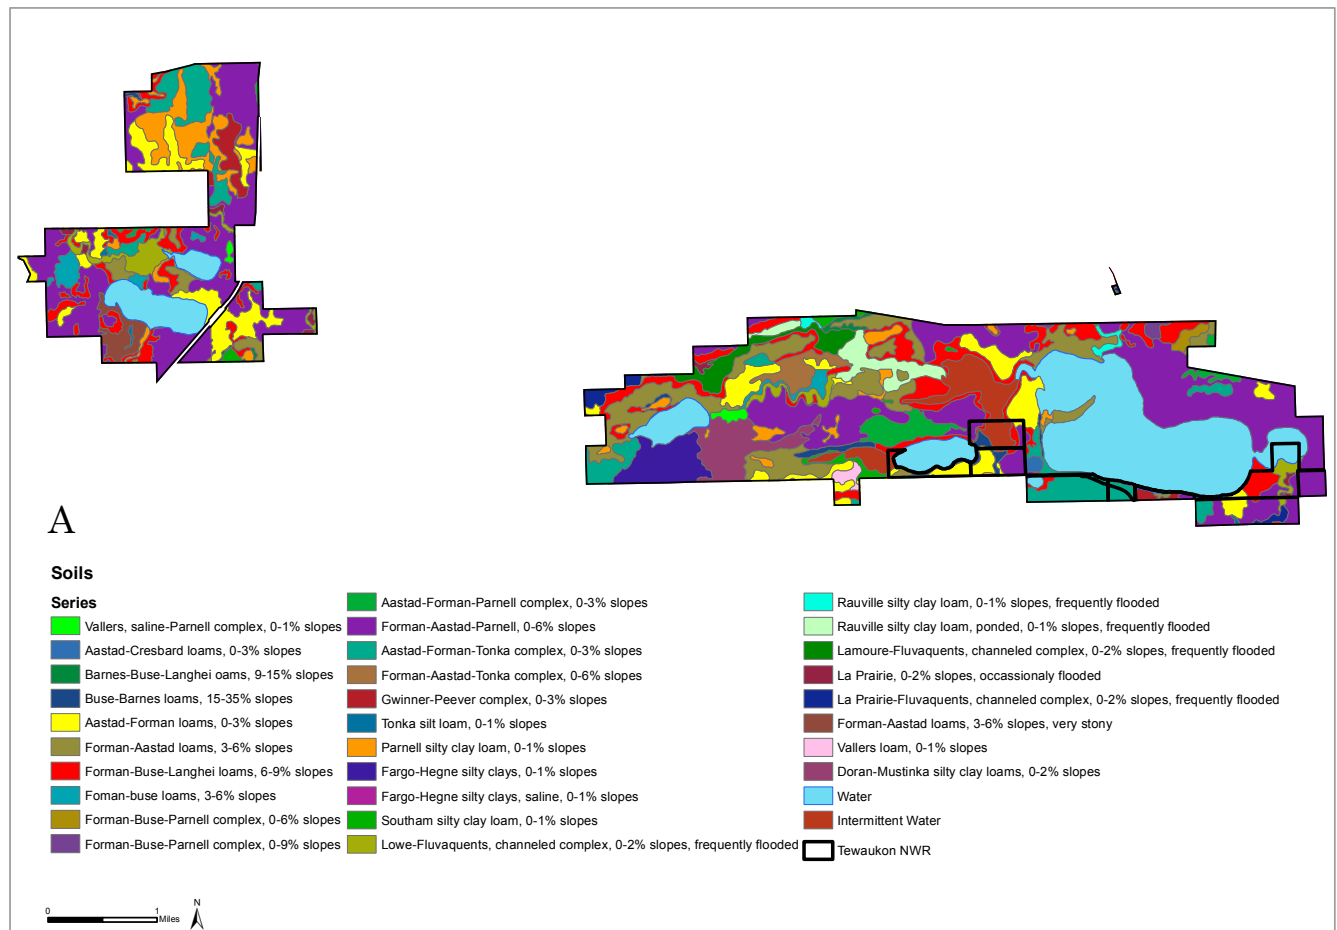 A
Soils
Series
Vallers, saline-Parnell complex, 0-1% slopes
Aastad-Cresbard loams, 0-3% slopes
Barnes-Buse-Langhei oams, 9-15% slopes
Buse-Barnes loams, 15-35% slopes
Aastad-Forman loams, 0-3% slopes
Forman-Aastad loams, 3-6% slopes
Forman-Buse-Langhei loams, 6-9% slopes
Foman-buse loams, 3-6% slopes
Forman-Buse-Parnell complex, 0-6% slopes
Forman-Buse-Parnell complex, 0-9% slopes
Aastad-Forman-Parnell complex, 0-3% slopes
Forman-Aastad-Parnell, 0-6% slopes
Aastad-Forman-Tonka complex, 0-3% slopes
Forman-Aastad-Tonka complex, 0-6% slopes
Gwinner-Peever complex, 0-3% slopes
Tonka silt loam, 0-1% slopes
Parnell silty clay loam, 0-1% slopes
Fargo-Hegne silty clays, 0-1% slopes
Fargo-Hegne silty clays, saline, 0-1% slopes
Southam silty clay loam, 0-1% slopes
Lowe-Fluvaquents, channeled complex, 0-2% slopes, frequently flooded
Rauville silty clay loam, 0-1% slopes, frequently flooded
Rauville silty clay loam, ponded, 0-1% slopes, frequently flooded
Lamoure-Fluvaquents, channeled complex, 0-2% slopes, frequently flooded
La Prairie, 0-2% slopes, occassionaly flooded
La Prairie-Fluvaquents, channeled complex, 0-2% slopes, frequently flooded
Forman-Aastad loams, 3-6% slopes, very stony
Vallers loam, 0-1% slopes
Doran-Mustinka silty clay loams, 0-2% slopes
Water
Intermittent Water
Tewaukon NWR
0 1
Miles
N